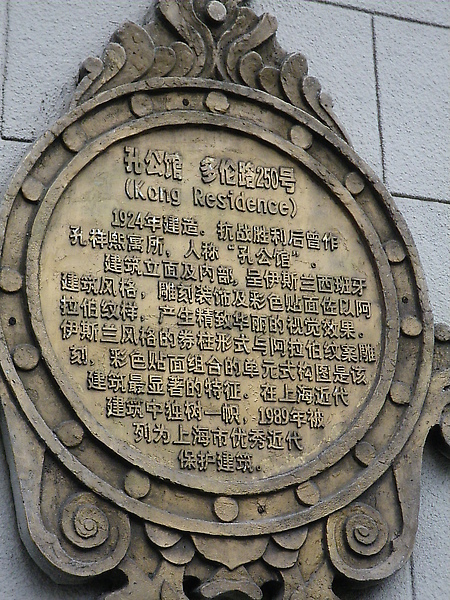 孔公馆 多伦路250号
(Kong Residence)
1924年建造．抗战胜利后曾作
孔祥熙寓所，人称“孔公馆”．
建筑立面及内部，呈伊斯兰西班牙
建筑风格，雕刻装饰及彩色贴面佐以阿
拉伯纹样．产生精致华丽的视觉效果．
伊斯兰风格的券柱形式与阿拉伯纹案雕
刻．彩色贴面组合的单元式构图是该
建筑最显著的特征．在上海近代
建筑中独树一帜，1989年被
列为上海市优秀近代
保护建筑。